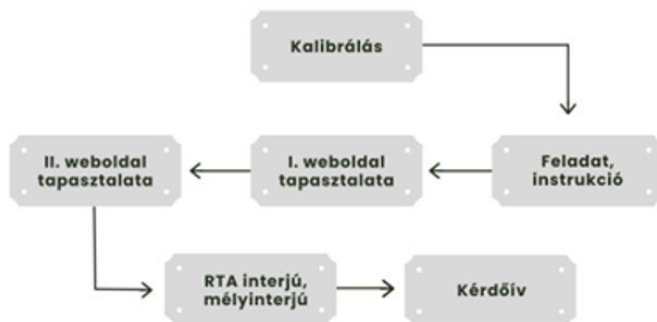 Kalibrálás
Feladat,
instrukció
I. weboldal
tapasztalata
II. weboldal
tapasztalata
RTA interjú,
mélyinterjú
Kérdőív